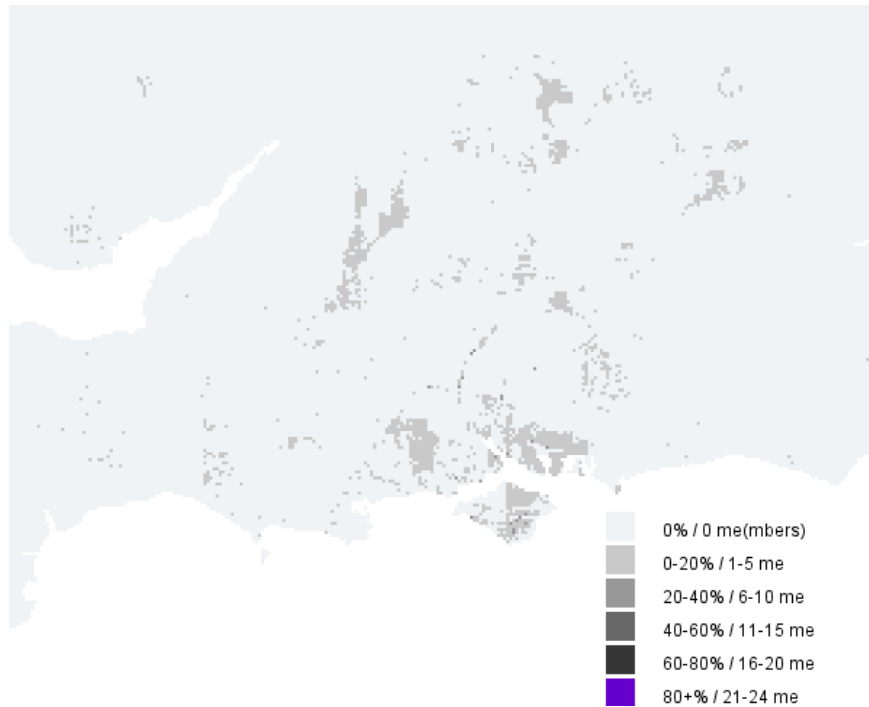 0% / 0 me(mbers)
0-20% / 1-5 me
20-40% / 6-10 me
40-60% / 11-15 me
60-80% / 16-20 me
80+% / 21-24 me